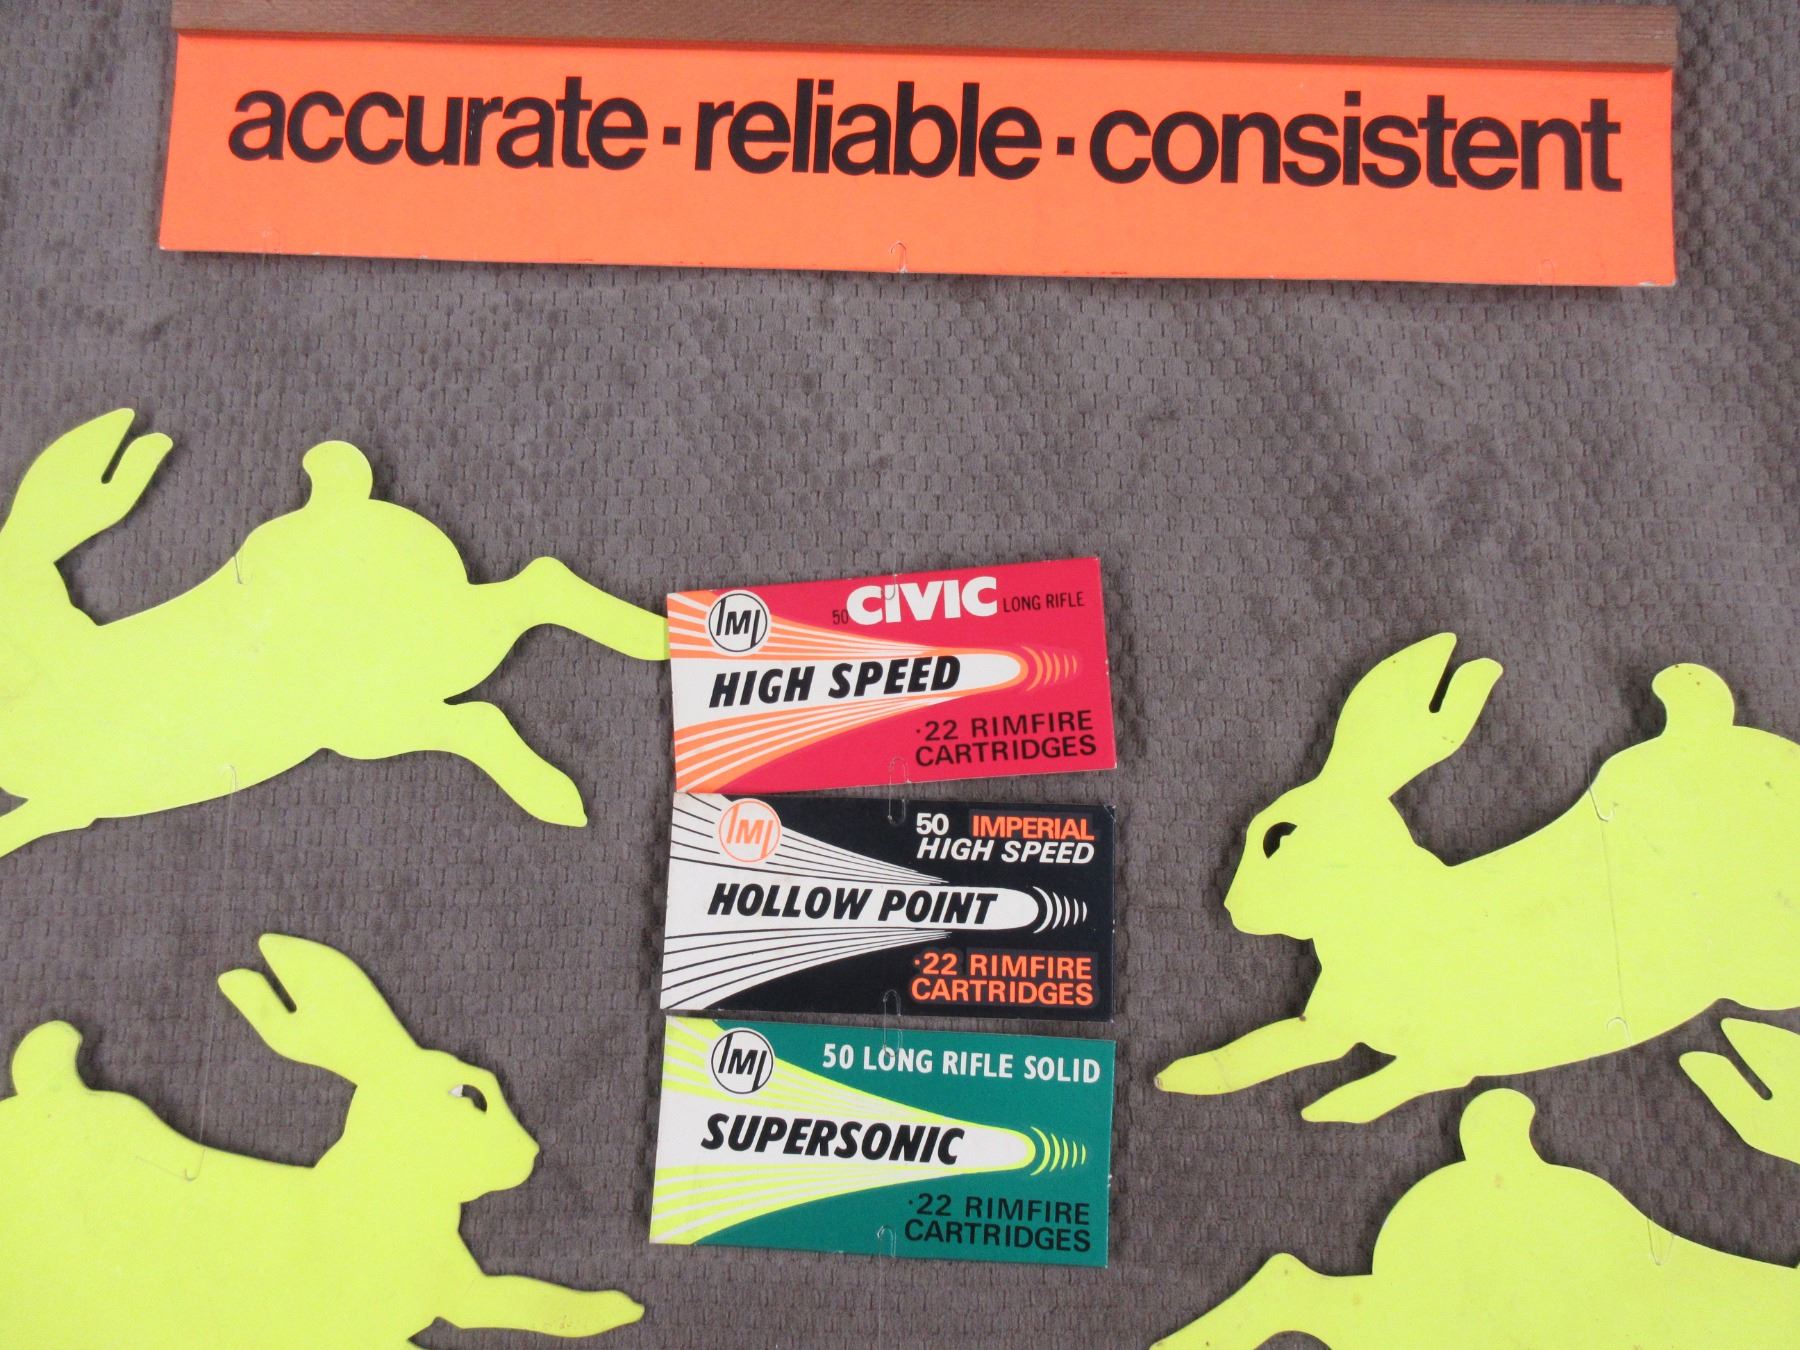 accurate · reliable · consistent
IMI
50 CIVIC LONG RIFLE
HIGH SPEED
·22 RIMFIRE
CARTRIDGES
IMI
50 IMPERIAL
HIGH SPEED
HOLLOW POINT
·22 RIMFIRE
CARTRIDGES
IMI
50 LONG RIFLE SOLID
SUPERSONIC
·22 RIMFIRE
CARTRIDGES